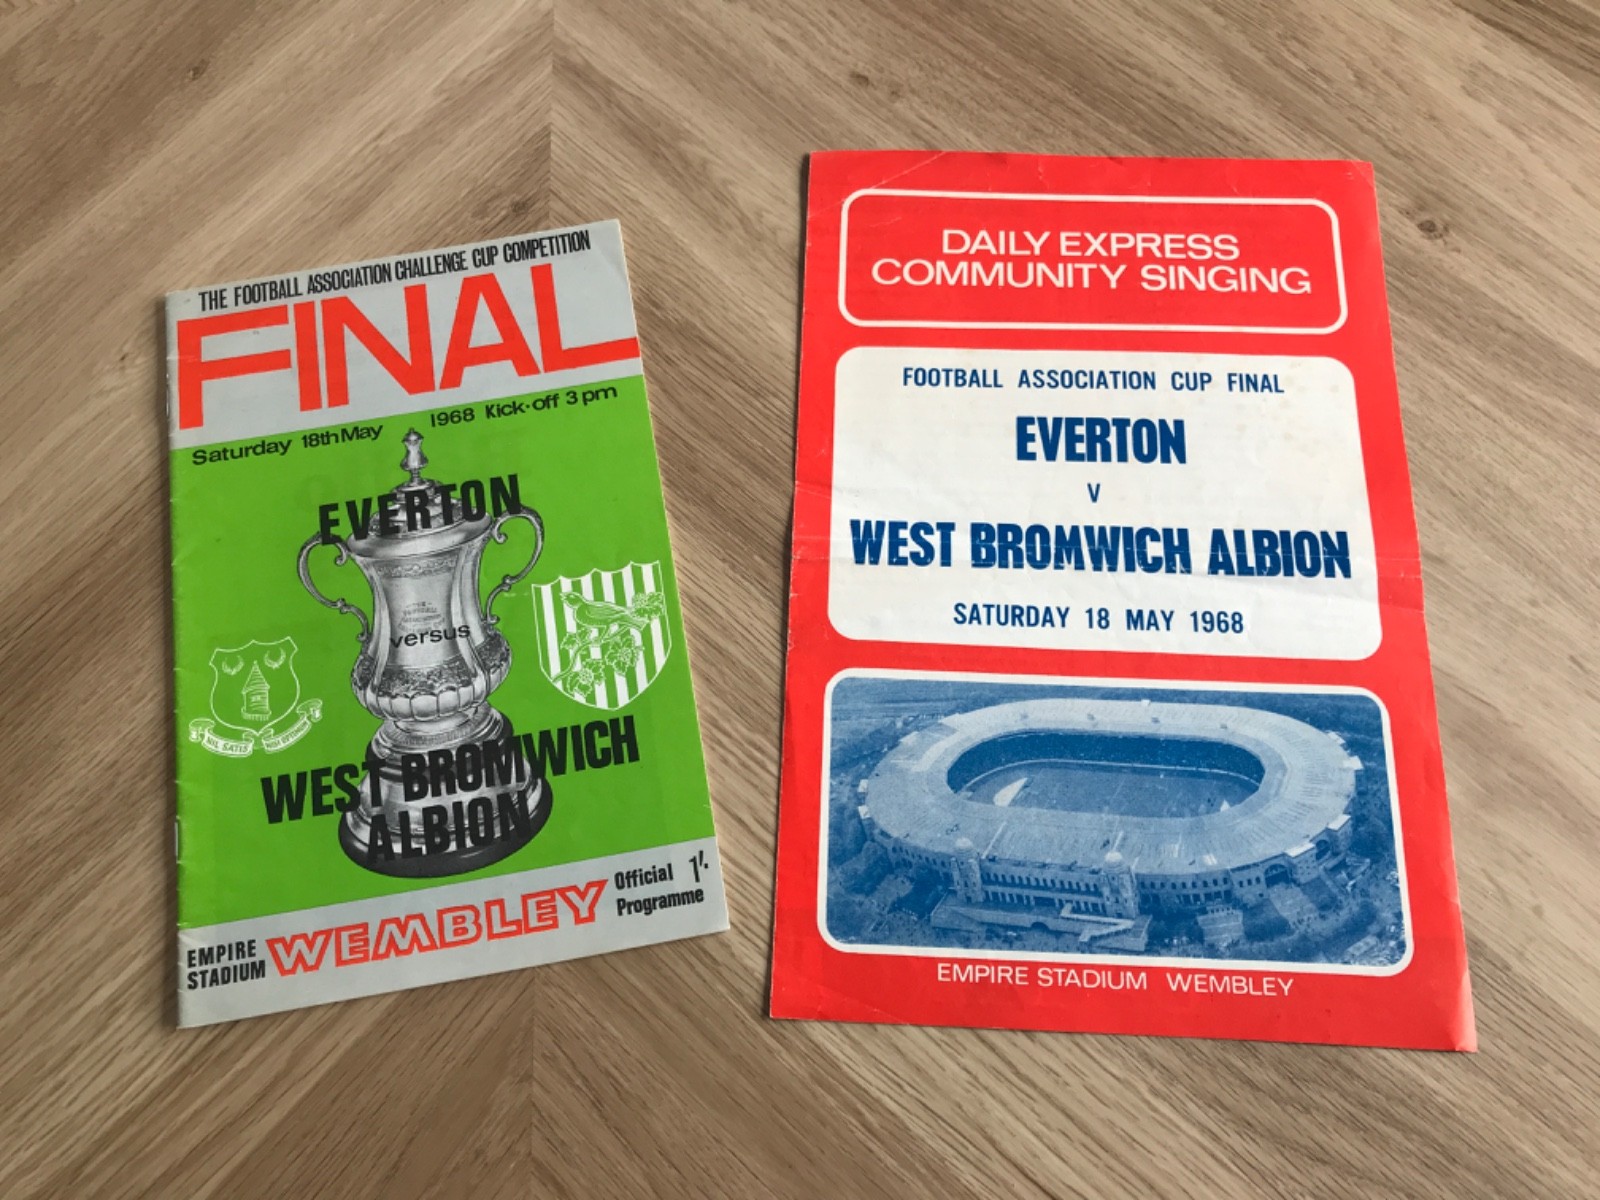 THE FOOTBALL ASSOCIATION CHALLENGE CUP COMPETITION
FINAL
Saturday 18th May 1968 Kick-off 3 pm
EVERTON
versus
NIL SATIS
WEST BROMWICH
ALBION
EMPIRE
STADIUM
WEMBLEY
Official 1/-
Programme
DAILY EXPRESS
COMMUNITY SINGING
FOOTBALL ASSOCIATION CUP FINAL
EVERTON
V
WEST BROMWICH ALBION
SATURDAY 18 MAY 1968
EMPIRE STADIUM WEMBLEY